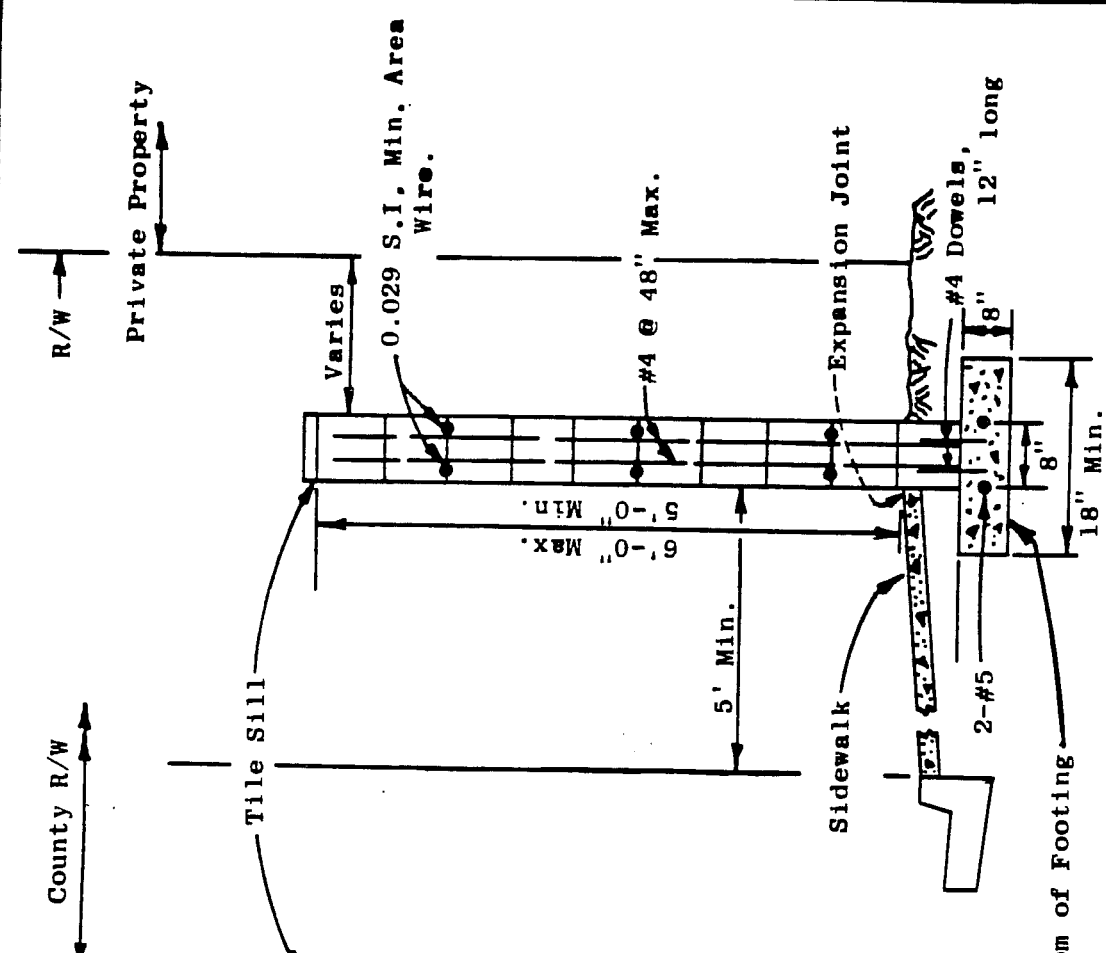 County R/W
R/W
Private Property
Tile Sill
Varies
0.029 S.I. Min. Area
Wire.
#4 @ 48" Max.
5'-0" Min.
6'-0" Max.
5' Min.
Sidewalk
Expansion Joint
#4 Dowels,
12" long
8"
8"
18" Min.
2-#5
of Footing